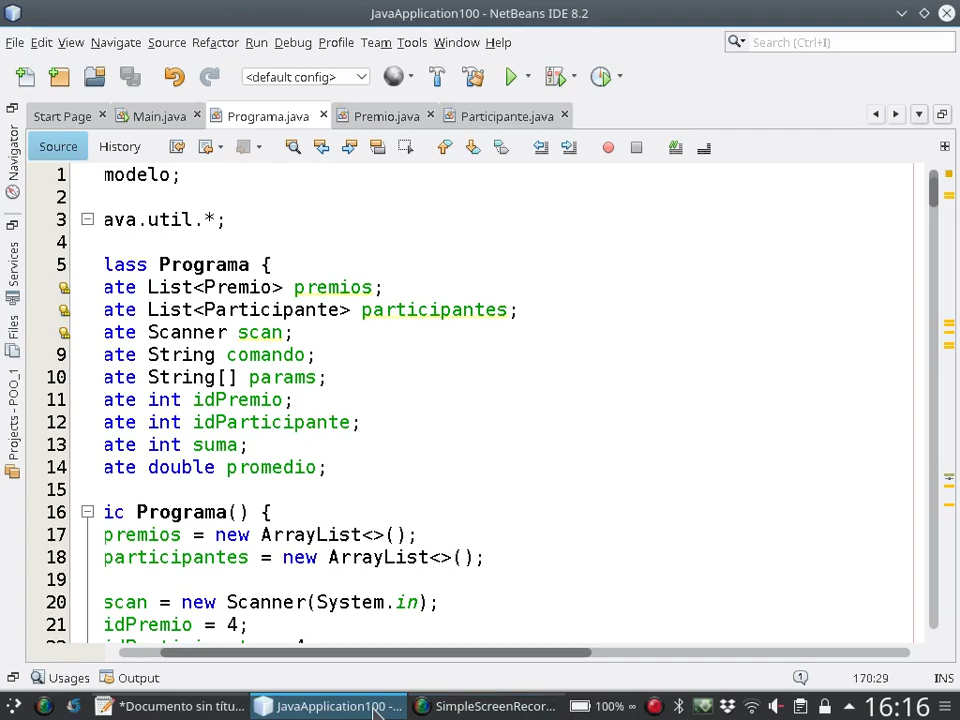 JavaApplication100 - NetBeans IDE 8.2
File Edit View Navigate Source Refactor Run Debug Profile Team Tools Window Help
Search (Ctrl+I)
<default config>
Start Page Main.java Programa.java Premio.java Participante.java
Source History
Navigator
Services
Files
Projects - POO_1
1 modelo;
2
3 ava.util.*;
4
5 lass Programa {
ate List<Premio> premios;
ate List<Participante> participantes;
ate Scanner scan;
9 ate String comando;
10 ate String[] params;
11 ate int idPremio;
12 ate int idParticipante;
13 ate int suma;
14 ate double promedio;
15
16 ic Programa() {
17 premios = new ArrayList<>();
18 participantes = new ArrayList<>();
19
20 scan = new Scanner(System.in);
21 idPremio = 4;
Usages Output 1 170:29 INS
*Documento sin títu... JavaApplication100 -... SimpleScreenRecor... 100% 16:16